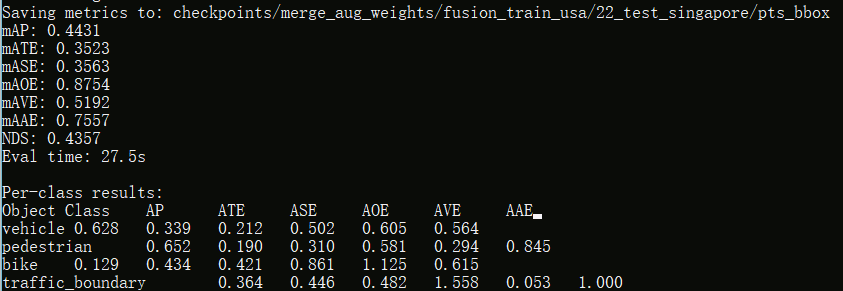 Saving metrics to: checkpoints/merge_aug_weights/fusion_train_usa/22_test_singapore/pts_bbox
mAP: 0.4431
mATE: 0.3523
mASE: 0.3563
mAOE: 0.8754
mAVE: 0.5192
mAAE: 0.7557
NDS: 0.4357
Eval time: 27.5s
Per-class results:
Object Class AP ATE ASE AOE AVE AAE
vehicle 0.628 0.339 0.212 0.502 0.605 0.564
pedestrian 0.652 0.190 0.310 0.581 0.294 0.845
bike 0.129 0.434 0.421 0.861 1.125 0.615
traffic_boundary 0.364 0.446 0.482 1.558 0.053 1.000